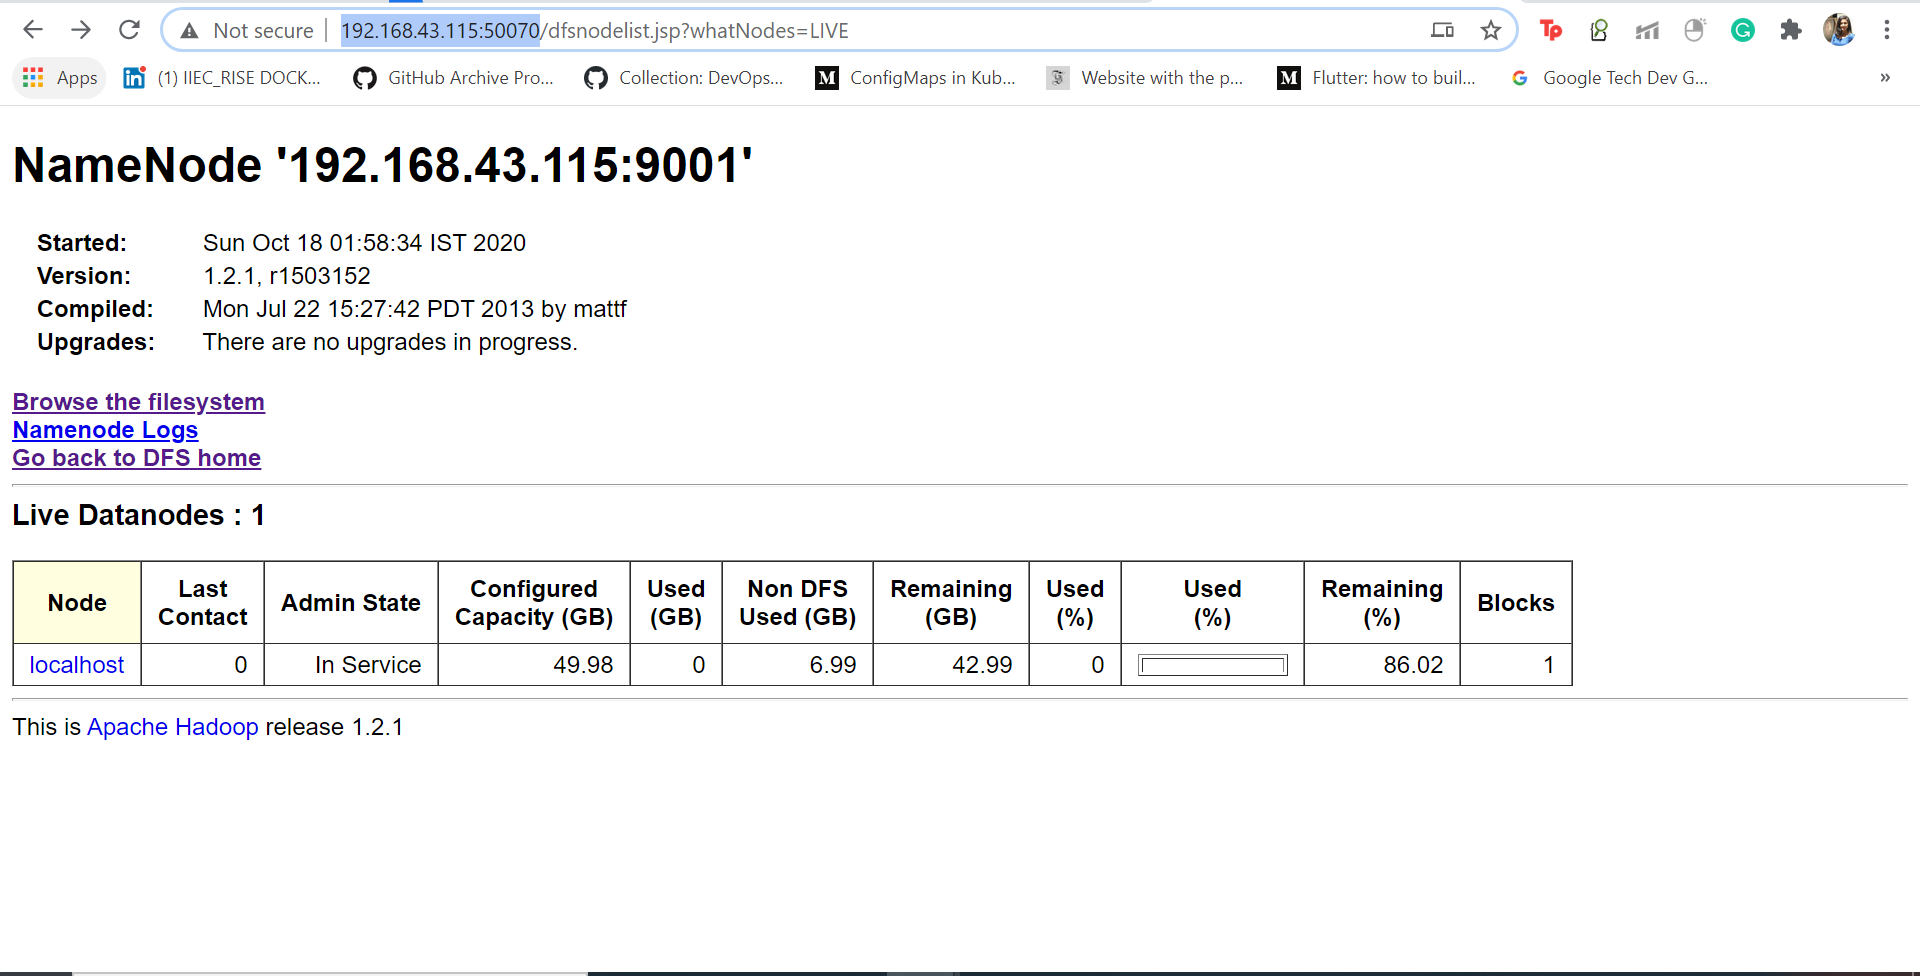 Not secure | 192.168.43.115:50070/dfsnodelist.jsp?whatNodes=LIVE
Apps (1) IIEC_RISE DOCK... GitHub Archive Pro... Collection: DevOps... ConfigMaps in Kub... Website with the p... Flutter: how to buil... Google Tech Dev G... »
NameNode '192.168.43.115:9001'
Started: Sun Oct 18 01:58:34 IST 2020
Version: 1.2.1, r1503152
Compiled: Mon Jul 22 15:27:42 PDT 2013 by mattf
Upgrades: There are no upgrades in progress.
Browse the filesystem
Namenode Logs
Go back to DFS home
Live Datanodes : 1
Node Last Contact Admin State Configured Capacity (GB) Used (GB) Non DFS Used (GB) Remaining (GB) Used (%) Used (%) Remaining (%) Blocks
localhost 0 In Service 49.98 0 6.99 42.99 0 86.02 1
This is Apache Hadoop release 1.2.1